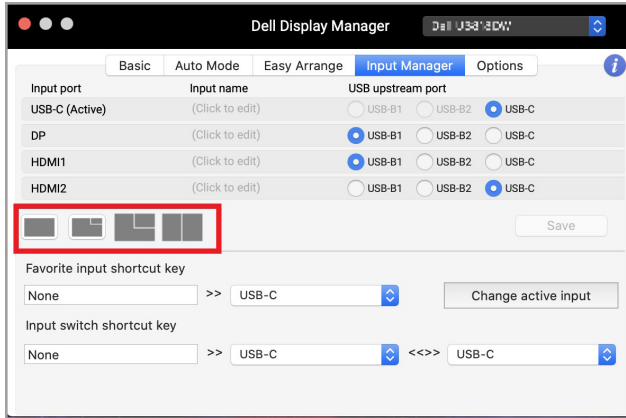 Dell Display Manager
Basic Auto Mode Easy Arrange Input Manager Options i
Input port Input name USB upstream port
USB-C (Active) (Click to edit) USB-B1 USB-B2 USB-C
DP (Click to edit) USB-B1 USB-B2 USB-C
HDMI1 (Click to edit) USB-B1 USB-B2 USB-C
HDMI2 (Click to edit) USB-B1 USB-B2 USB-C
Save
Favorite input shortcut key
None >> USB-C Change active input
Input switch shortcut key
None >> USB-C <<>> USB-C